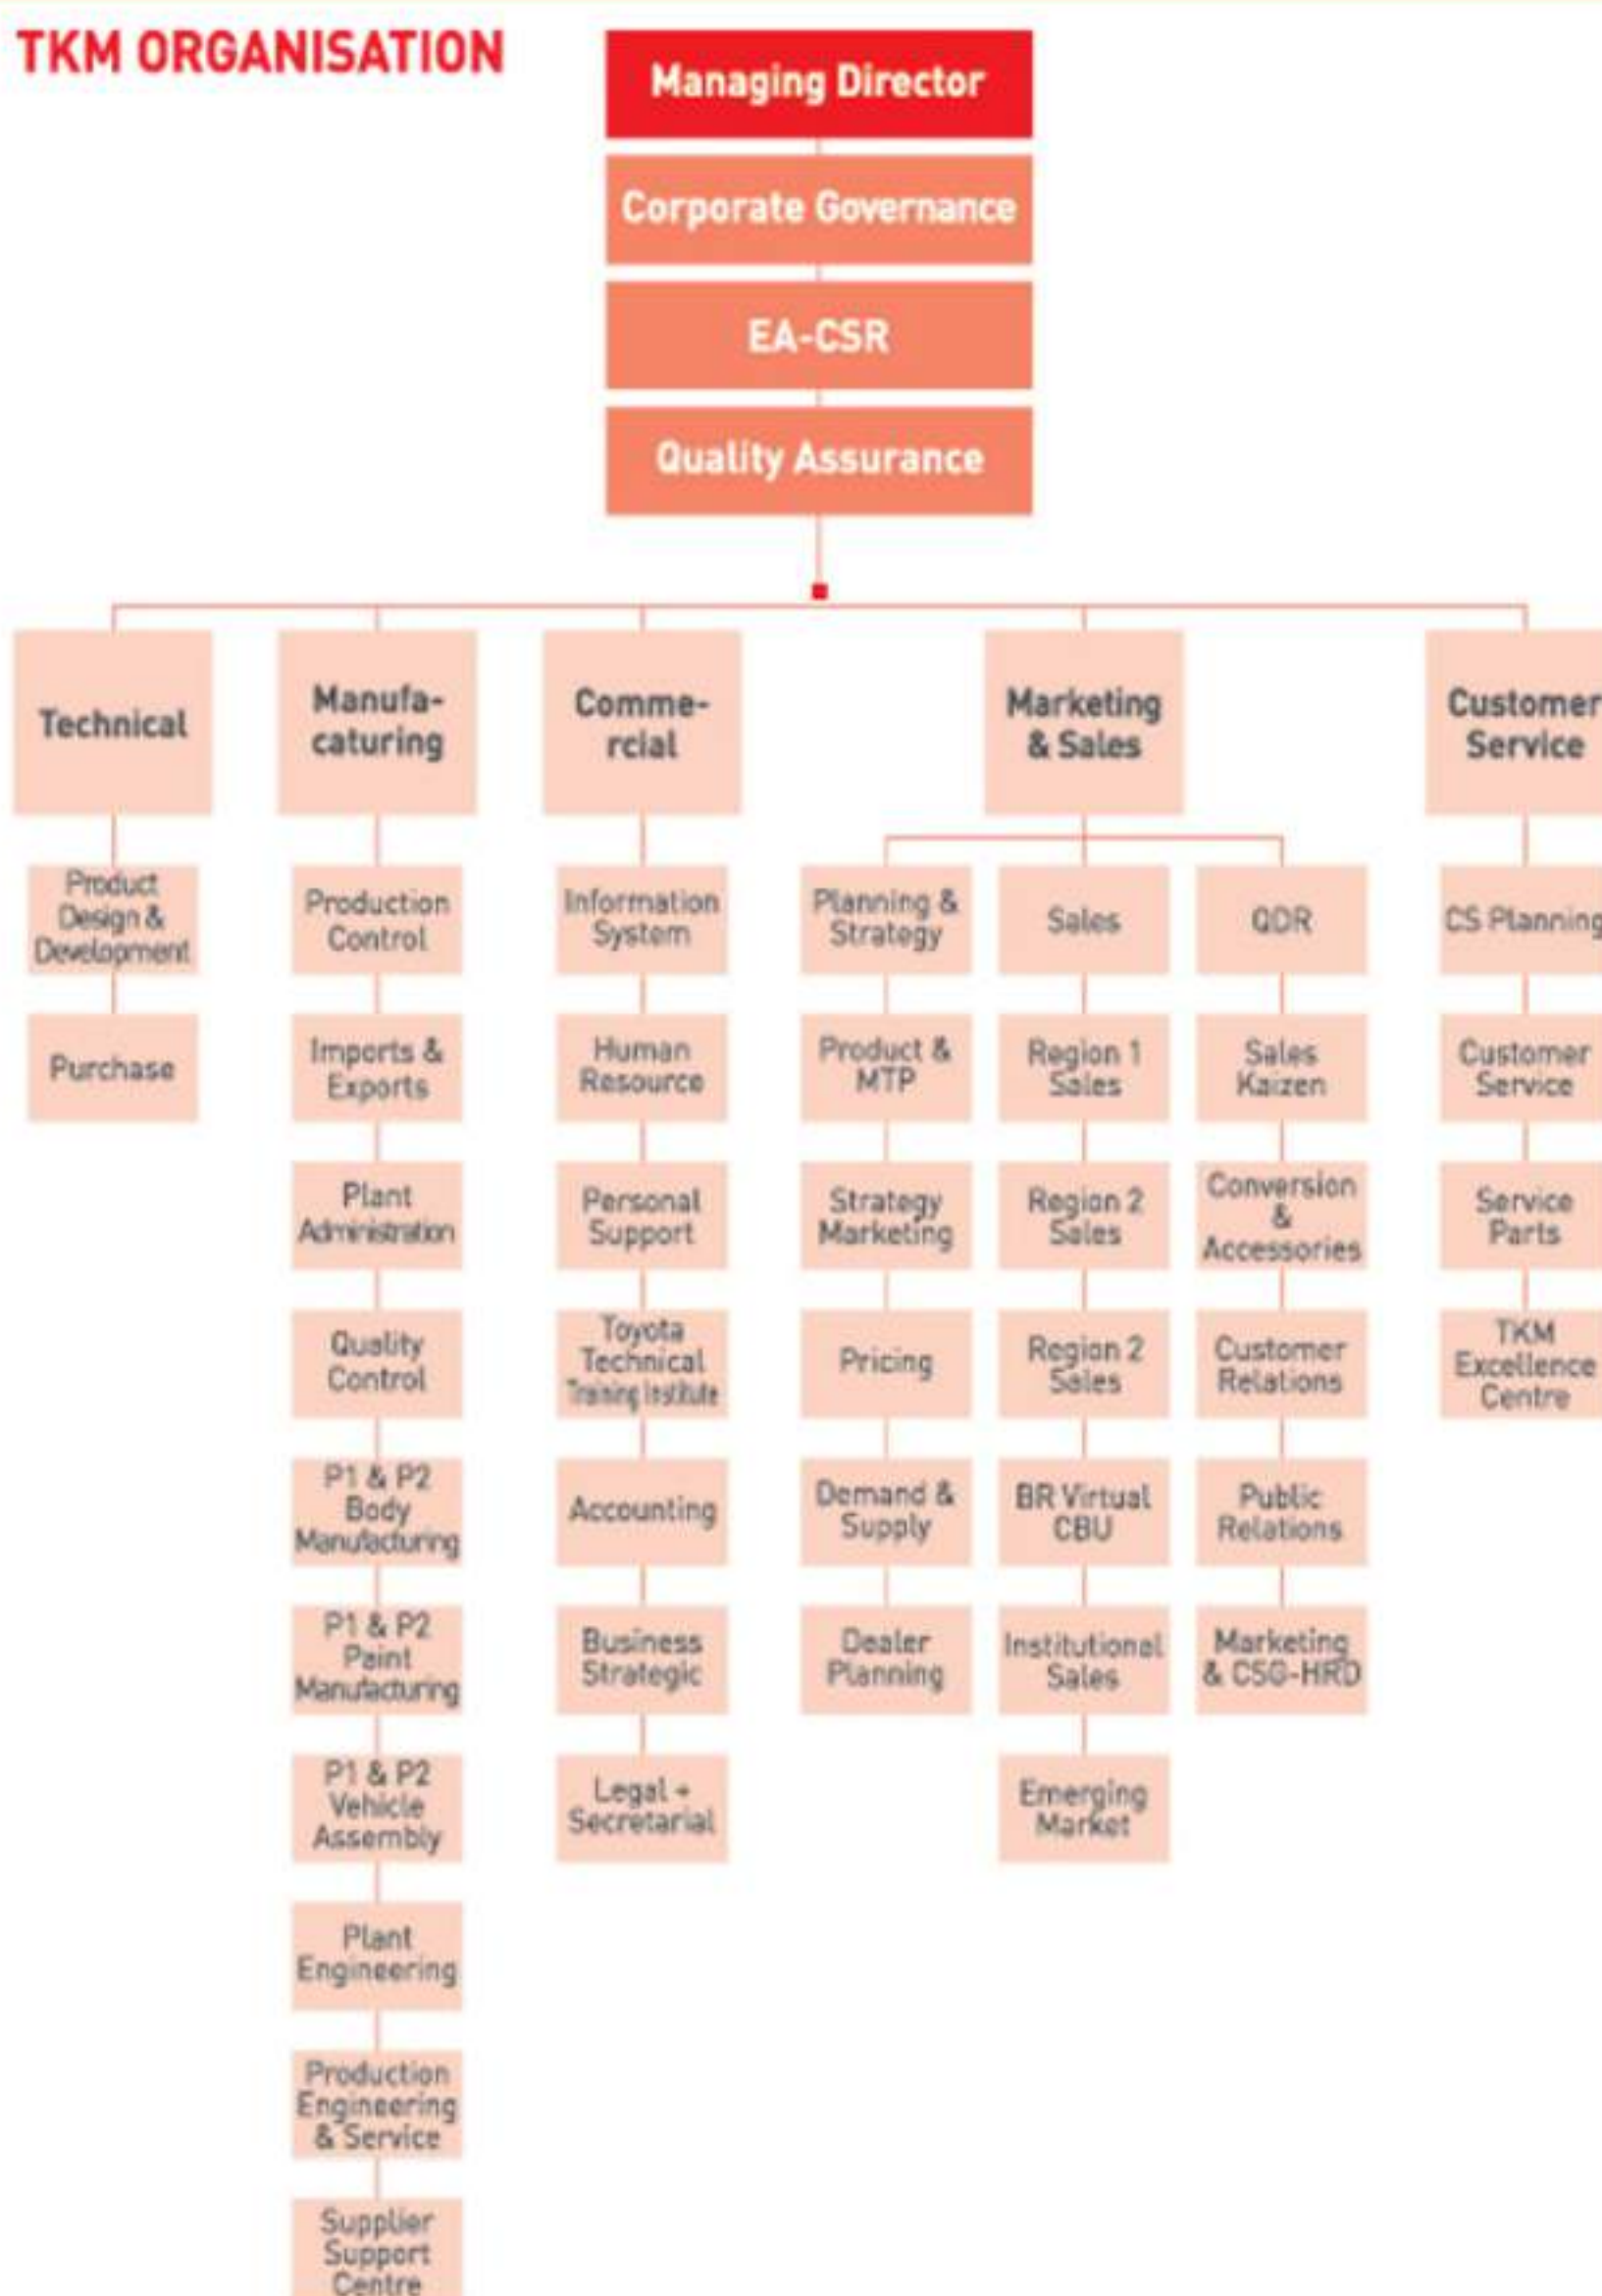 TKM ORGANISATION
Managing Director
Corporate Governance
EA-CSR
Quality Assurance
Technical
Product
Design &
Development
Purchase
Manufa-
caturing
Production
Control
Imports &
Exports
Plant
Administration
Quality
Control
P1 & P2
Body
Manufacturing
P1 & P2
Paint
Manufacturing
P1 & P2
Vehicle
Assembly
Plant
Engineering
Production
Engineering
& Service
Supplier
Support
Centre
Comme-
rcial
Information
System
Human
Resource
Personal
Support
Toyota
Technical
Training Institute
Accounting
Business
Strategic
Legal +
Secretarial
Marketing
& Sales
Planning &
Strategy
Product &
MTP
Strategy
Marketing
Pricing
Demand &
Supply
Dealer
Planning
Sales
Region 1
Sales
Region 2
Sales
Region 2
Sales
BR Virtual
CBU
Institutional
Sales
Emerging
Market
QDR
Sales
Kaizen
Conversion
&
Accessories
Customer
Relations
Public
Relations
Marketing
& CSG-HRD
Customer
Service
CS Planning
Customer
Service
Service
Parts
TKM
Excellence
Centre